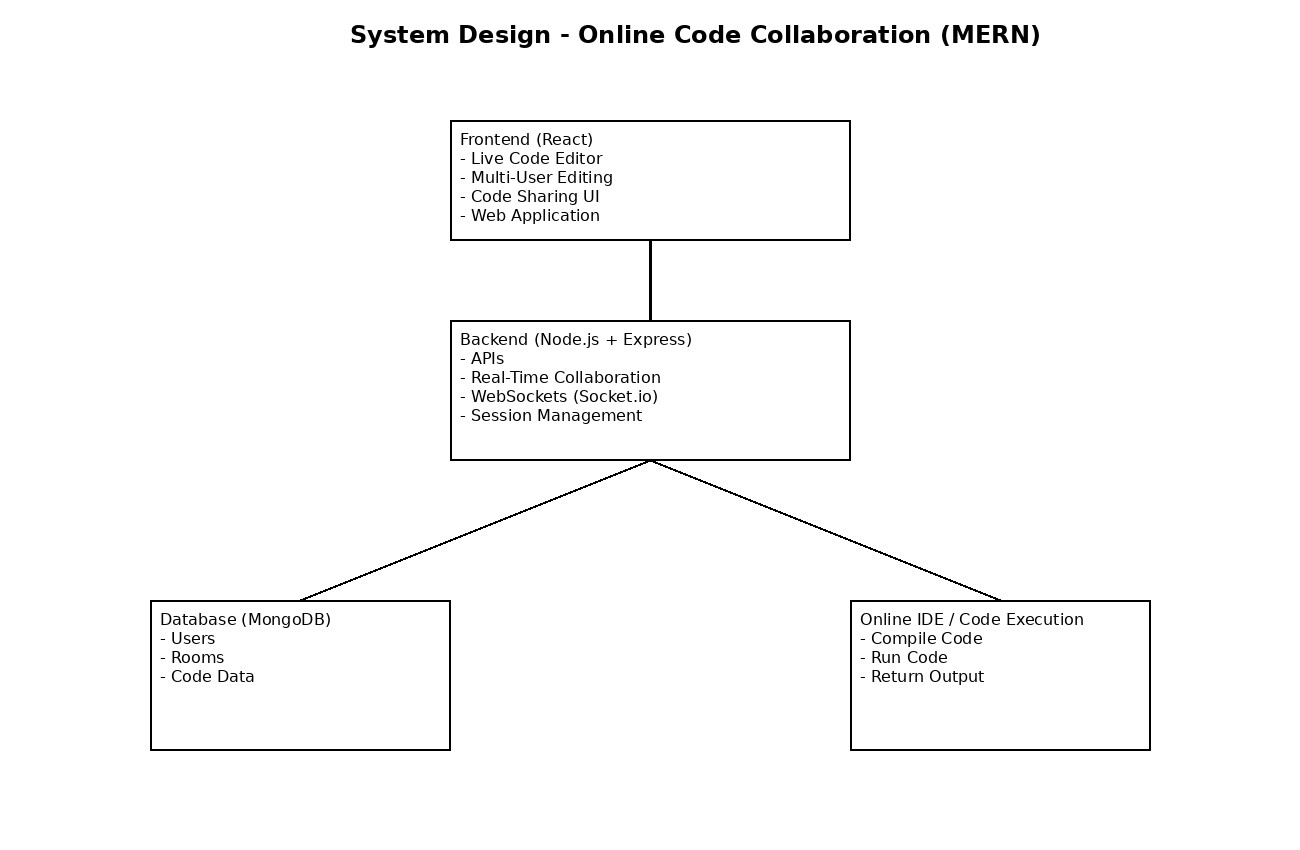 System Design - Online Code Collaboration (MERN)
Frontend (React)
- Live Code Editor
- Multi-User Editing
- Code Sharing UI
- Web Application
Backend (Node.js + Express)
- APIs
- Real-Time Collaboration
- WebSockets (Socket.io)
- Session Management
Database (MongoDB)
- Users
- Rooms
- Code Data
Online IDE / Code Execution
- Compile Code
- Run Code
- Return Output